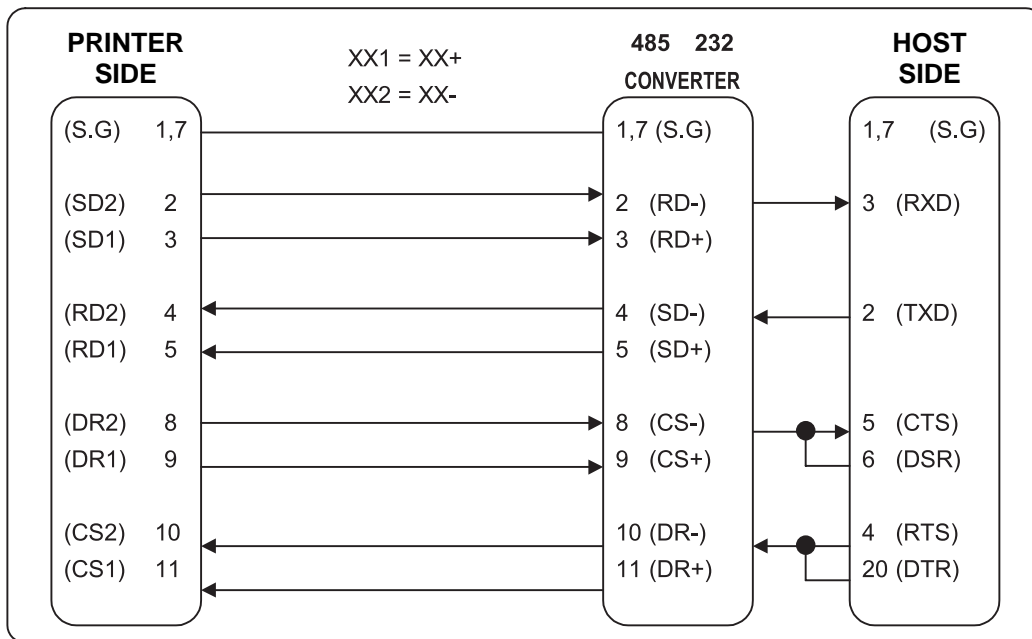 PRINTER
SIDE
XX1 = XX+
XX2 = XX-
485 232
CONVERTER
HOST
SIDE
(S.G) 1,7
(SD2) 2
(SD1) 3
(RD2) 4
(RD1) 5
(DR2) 8
(DR1) 9
(CS2) 10
(CS1) 11
1,7 (S.G)
2 (RD-)
3 (RD+)
4 (SD-)
5 (SD+)
8 (CS-)
9 (CS+)
10 (DR-)
11 (DR+)
1,7 (S.G)
3 (RXD)
2 (TXD)
5 (CTS)
6 (DSR)
4 (RTS)
20 (DTR)